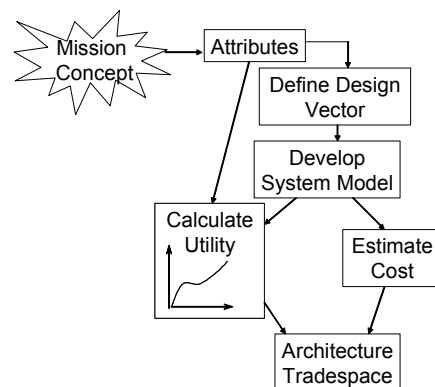 Mission
Concept
Attributes
Define Design
Vector
Develop
System Model
Calculate
Utility
Estimate
Cost
Architecture
Tradespace